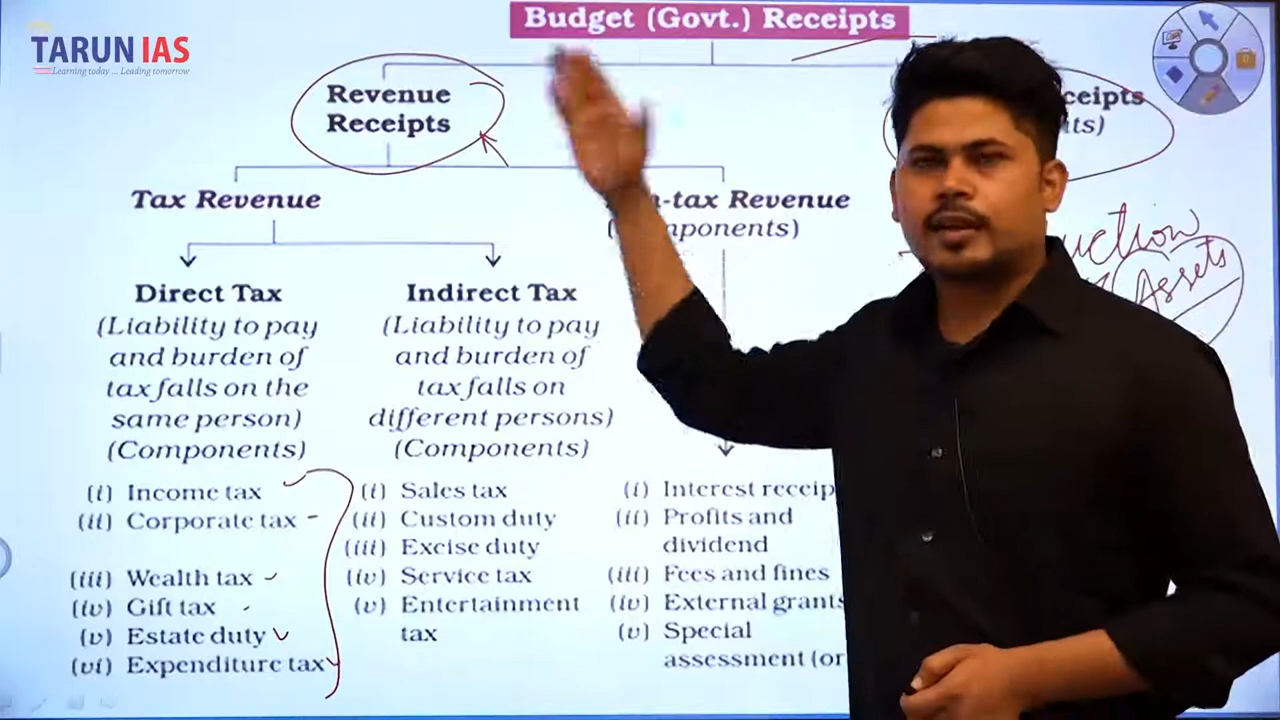 TARUN IAS
Learning today ... Leading tomorrow
Budget (Govt.) Receipts
Revenue
Receipts
Tax Revenue
Revenue
Direct Tax
(Liability to pay
and burden of
tax falls on the
same person)
(Components)
(i) Income tax
(ii) Corporate tax
(iii) Wealth tax
(iv) Gift tax
(v) Estate duty
(vi) Expenditure tax
Indirect Tax
(Liability to pay
and burden of
tax falls on
different persons)
(Components)
(i) Sales tax
(ii) Custom duty
(iii) Excise duty
(iv) Service tax
(v) Entertainment
tax
(i) Interest
(ii) Profits and
dividend
(iii) Fees and fines
(iv) External grants
(v) Special
assessment (or
Assets